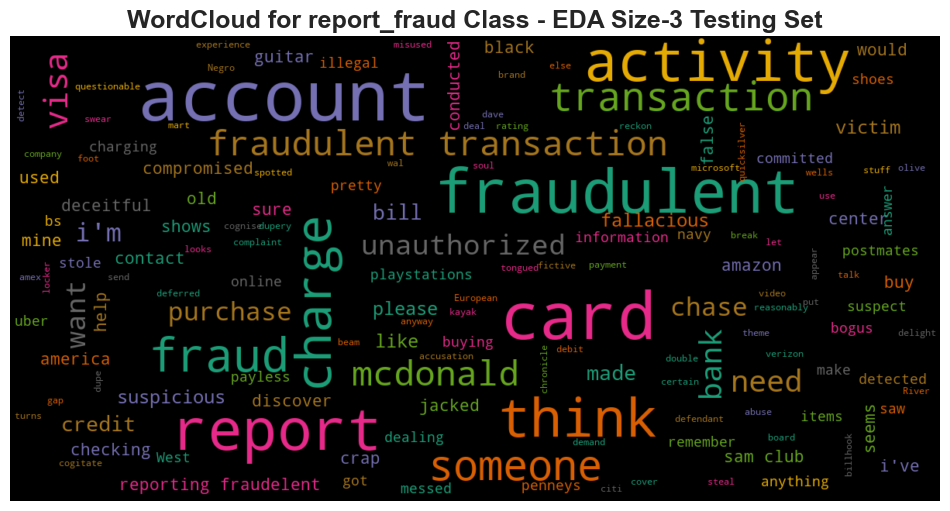 WordCloud for report_fraud Class - EDA Size-3 Testing Set
experience
misused
visa
Negro
guitar
illegal
conducted
black
brand
else
activity
would
shoes
detect
questionable
swear
account
dave
transaction
mart
deal
rating
reckon
false
quicksilver
victim
company
charging
foot
fraudulent transaction
compromised
spotted
wal
soul
microsoft
committed
wells
stuff
olive
used
deceitful
old
pretty
fraudulent
use
answer
bs
mine
i'm
shows
sure
cognise
dupery
bill
fallacious
center
information
navy
break
let
looks
complaint
charge
unauthorized
tongued
fictive
payment
appear
postmates
stole
contact
amex
locker
send
online
playstations
amazon
talk
buy
want
help
deferred
purchase
please
European
kayak
card
chase
video
reasonably
put
suspect
uber
anyway
like
buying
bank
theme
bogus
delight
america
fraud
beam
accusation
chronicle
debit
double
verizon
dupe
payless
mcdonald
made
certain
need
make
detected
River
gap
suspicious
discover
jacked
think
defendant
abuse
items
saw
turns
credit
report
dealing
demand
remember
board
billhook
seems
checking
West
crap
someone
sam club
i've
cogitate
reporting fraudelent
got
messed
penneys
citi
cover
steal
anything